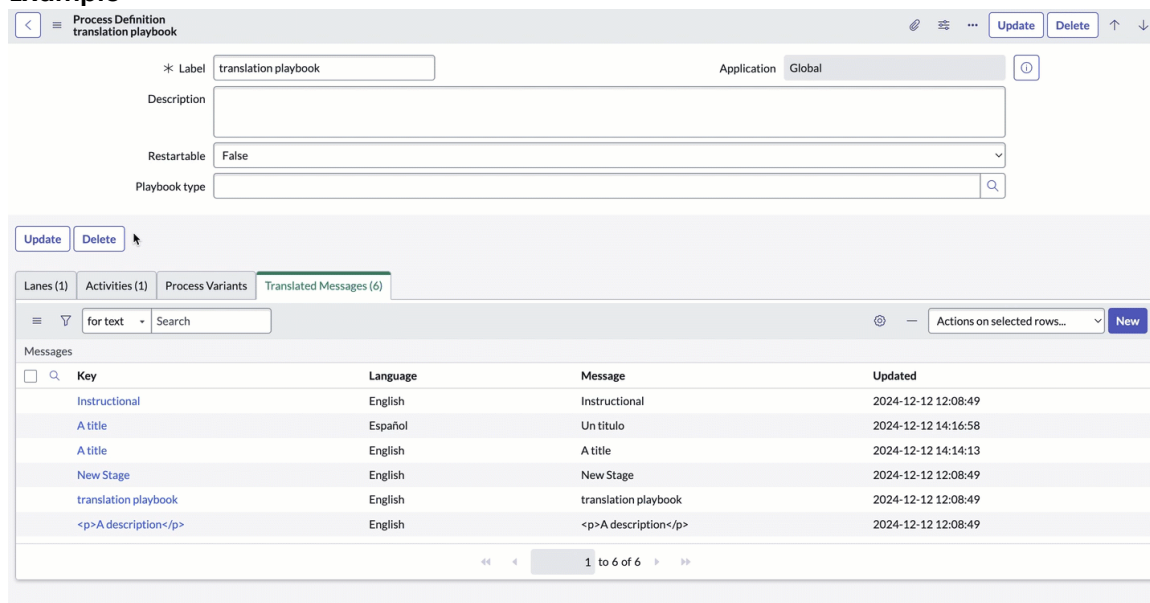 Example
Process Definition
translation playbook
Update Delete
* Label translation playbook Application Global
Description
Restartable False
Playbook type
Update Delete
Lanes (1) Activities (1) Process Variants Translated Messages (6)
for text Search Actions on selected rows... New
Messages
Key Language Message Updated
Instructional English Instructional 2024-12-12 12:08:49
A title Español Un titulo 2024-12-12 14:16:58
A title English A title 2024-12-12 14:14:13
New Stage English New Stage 2024-12-12 12:08:49
translation playbook English translation playbook 2024-12-12 12:08:49
<p>A description</p> English <p>A description</p> 2024-12-12 12:08:49
1 to 6 of 6